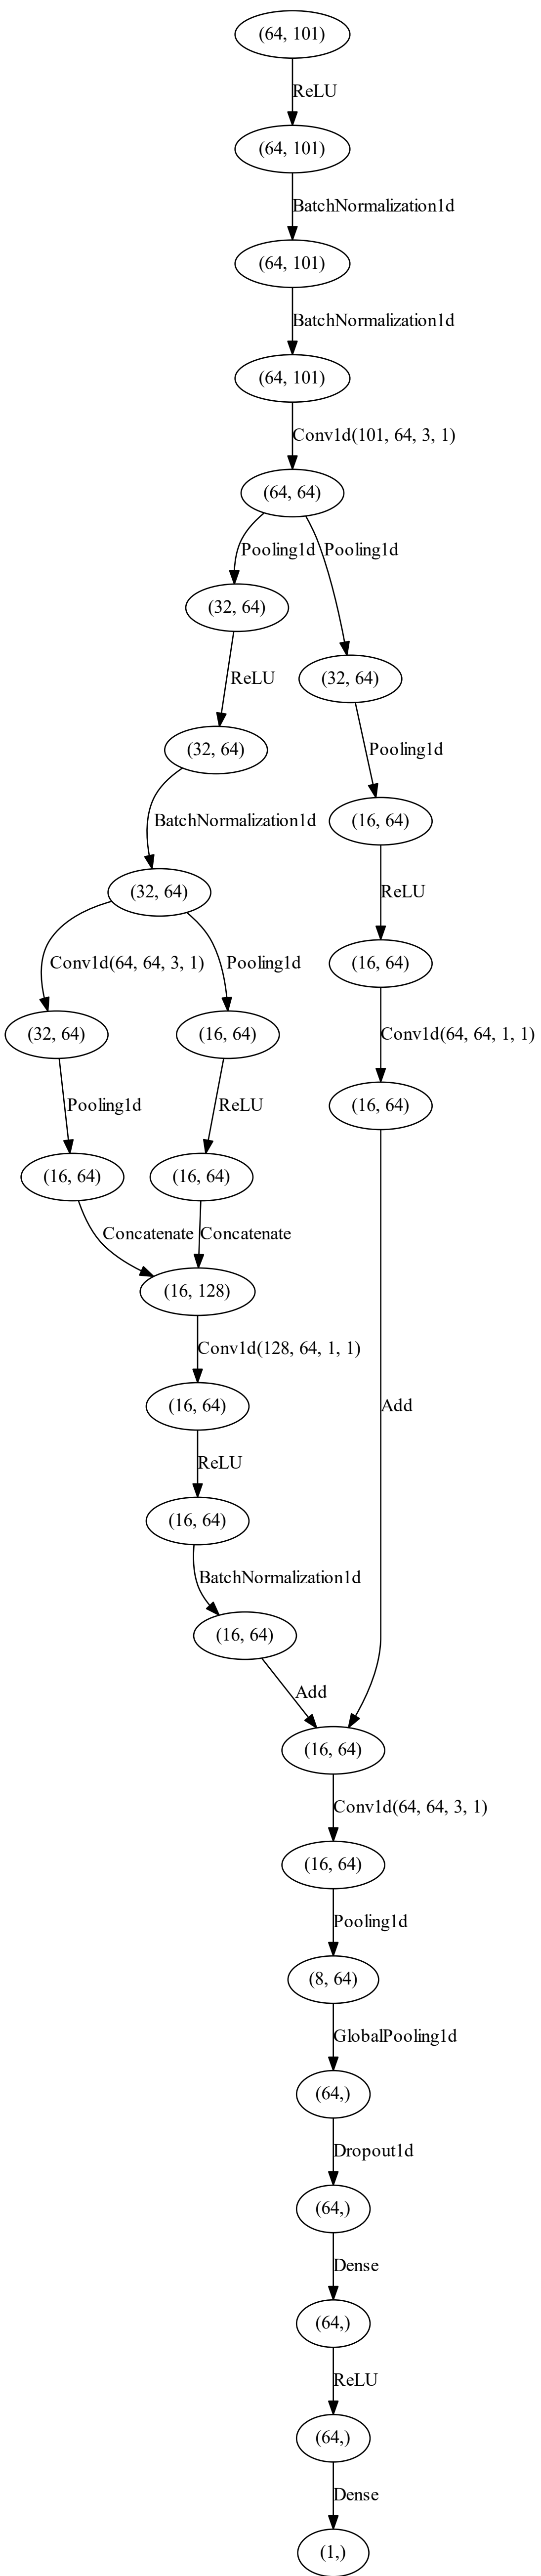 (64, 101)
ReLU
(64, 101)
BatchNormalization1d
(64, 101)
BatchNormalization1d
(64, 101)
Conv1d(101, 64, 3, 1)
(64, 64)
Pooling1d Pooling1d
(32, 64)
ReLU
(32, 64)
Pooling1d
(32, 64)
BatchNormalization1d
(16, 64)
(32, 64)
ReLU
Conv1d(64, 64, 3, 1) Pooling1d
(16, 64)
(32, 64) (16, 64)
Conv1d(64, 64, 1, 1)
Pooling1d ReLU
(16, 64)
(16, 64) (16, 64)
Concatenate Concatenate
(16, 128)
Conv1d(128, 64, 1, 1)
(16, 64)
Add
ReLU
(16, 64)
BatchNormalization1d
(16, 64)
Add
(16, 64)
Conv1d(64, 64, 3, 1)
(16, 64)
Pooling1d
(8, 64)
GlobalPooling1d
(64,)
Dropout1d
(64,)
Dense
(64,)
ReLU
(64,)
Dense
(1,)